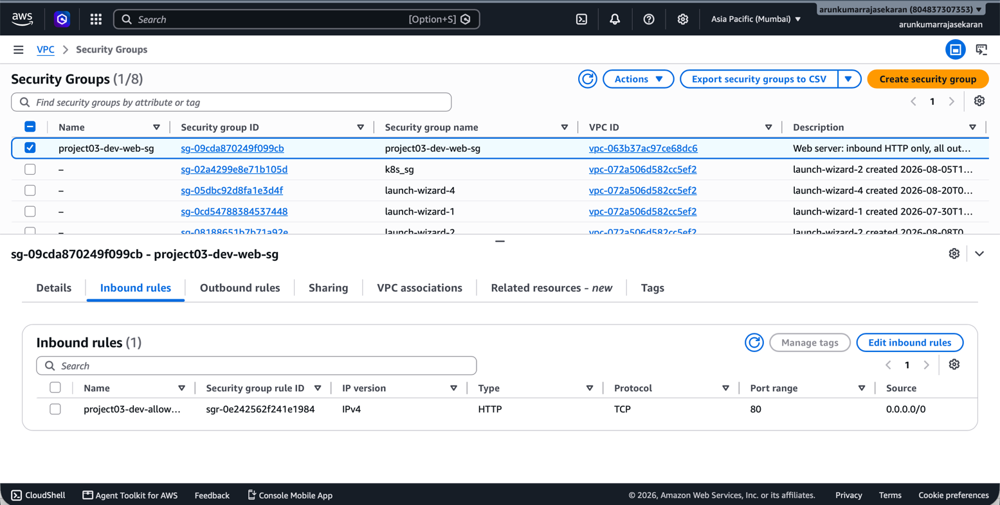 aws
Search [Option+S]
Asia Pacific (Mumbai) ▼
arunkumarrajasekaran (804837307353) ▼
arunkumarrajasekaran
VPC > Security Groups
Security Groups (1/8)
Actions ▼ Export security groups to CSV ▼ Create security group
Find security groups by attribute or tag
1
Name Security group ID Security group name VPC ID Description
project03-dev-web-sg sg-09cda870249f099cb project03-dev-web-sg vpc-063b37ac97ce68dc6 Web server: inbound HTTP only, all out...
– sg-02a4299e8e71b105d k8s_sg vpc-072a506d582cc5ef2 launch-wizard-2 created 2026-08-05T1...
– sg-05dbc92d8fa1e3d4f launch-wizard-4 vpc-072a506d582cc5ef2 launch-wizard-4 created 2026-08-20T0...
– sg-0cd54788384537448 launch-wizard-1 vpc-072a506d582cc5ef2 launch-wizard-1 created 2026-07-30T1...
– sg-08188651b7b71a92e launch-wizard-2 vpc-072a506d582cc5ef2 launch-wizard-2 created 2026-08-08T0...
sg-09cda870249f099cb - project03-dev-web-sg
Details Inbound rules Outbound rules Sharing VPC associations Related resources - new Tags
Inbound rules (1)
Manage tags Edit inbound rules
Search
1
Name Security group rule ID IP version Type Protocol Port range Source
project03-dev-allow... sgr-0e242562f241e1984 IPv4 HTTP TCP 80 0.0.0.0/0
CloudShell Agent Toolkit for AWS Feedback Console Mobile App © 2026, Amazon Web Services, Inc. or its affiliates. Privacy Terms Cookie preferences